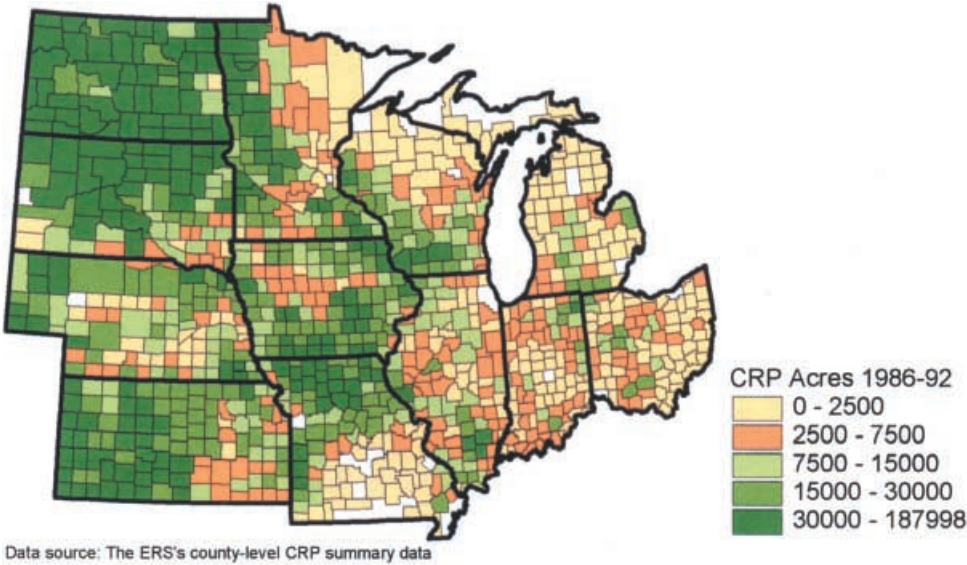 CRP Acres 1986-92
0 - 2500
2500 - 7500
7500 - 15000
15000 - 30000
30000 - 187998
Data source: The ERS's county-level CRP summary data